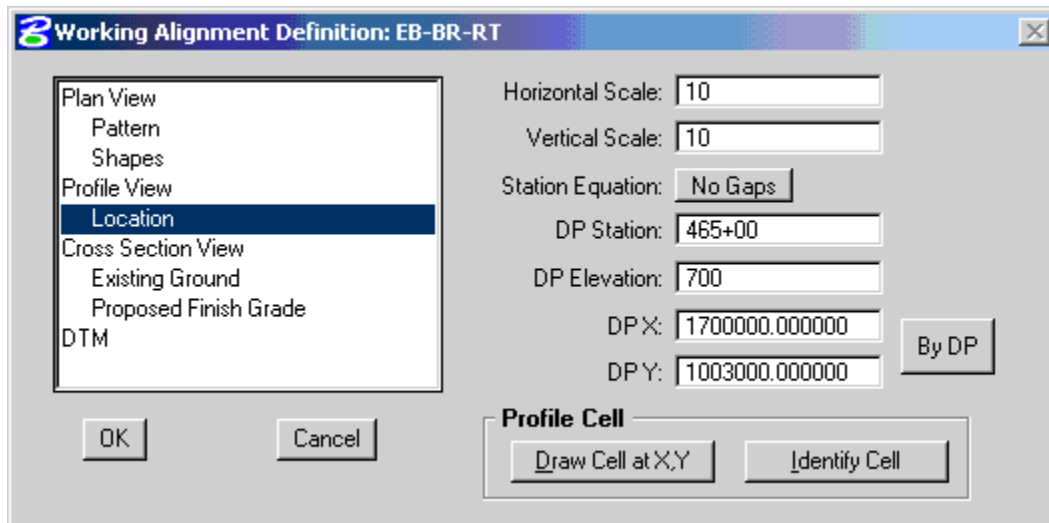 Working Alignment Definition: EB-BR-RT
Plan View
Pattern
Shapes
Profile View
Location
Cross Section View
Existing Ground
Proposed Finish Grade
DTM
OK
Cancel
Horizontal Scale: 10
Vertical Scale: 10
Station Equation: No Gaps
DP Station: 465+00
DP Elevation: 700
DP X: 1700000.000000
DP Y: 1003000.000000
By DP
Profile Cell
Draw Cell at X,Y
Identify Cell